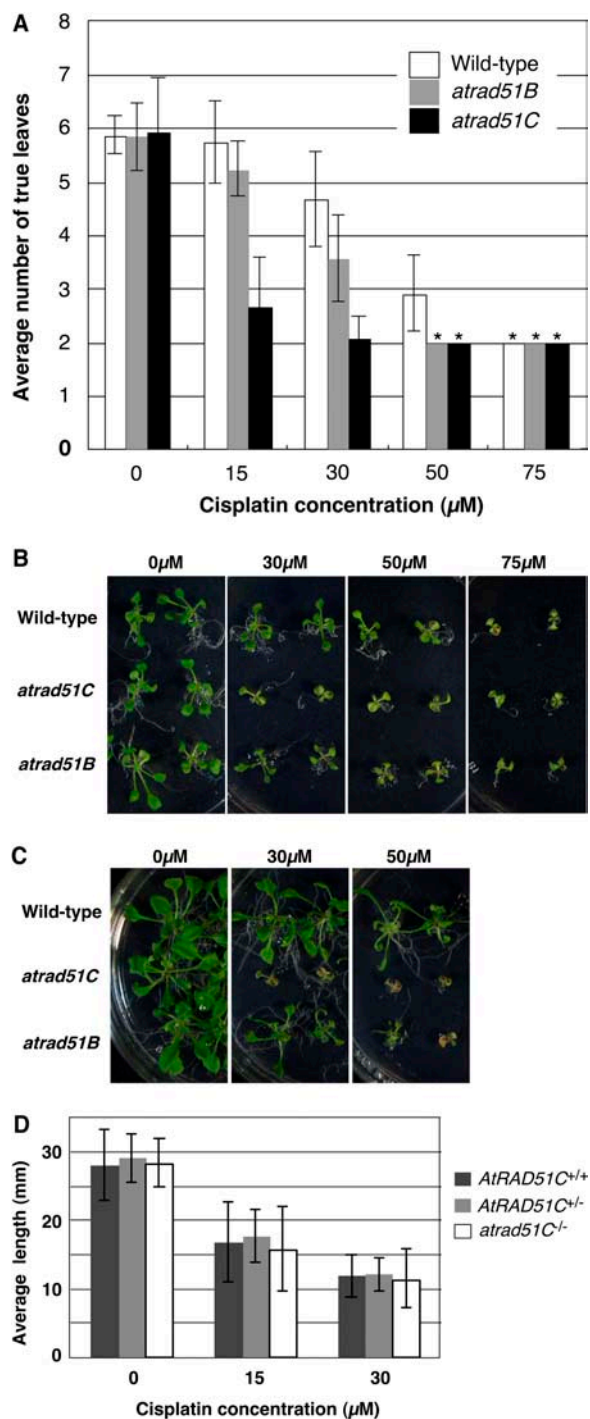 A
8
7
6
5
4
3
2
1
0
Average number of true leaves
Wild-type
atrad51B
atrad51C
* * * * *
0 15 30 50 75
Cisplatin concentration (µM)
B
0µM 30µM 50µM 75µM
Wild-type
atrad51C
atrad51B
C
0µM 30µM 50µM
Wild-type
atrad51C
atrad51B
D
30
20
10
0
Average length (mm)
AtRAD51C+/+
AtRAD51C+/-
atrad51C-/-
0 15 30
Cisplatin concentration (µM)